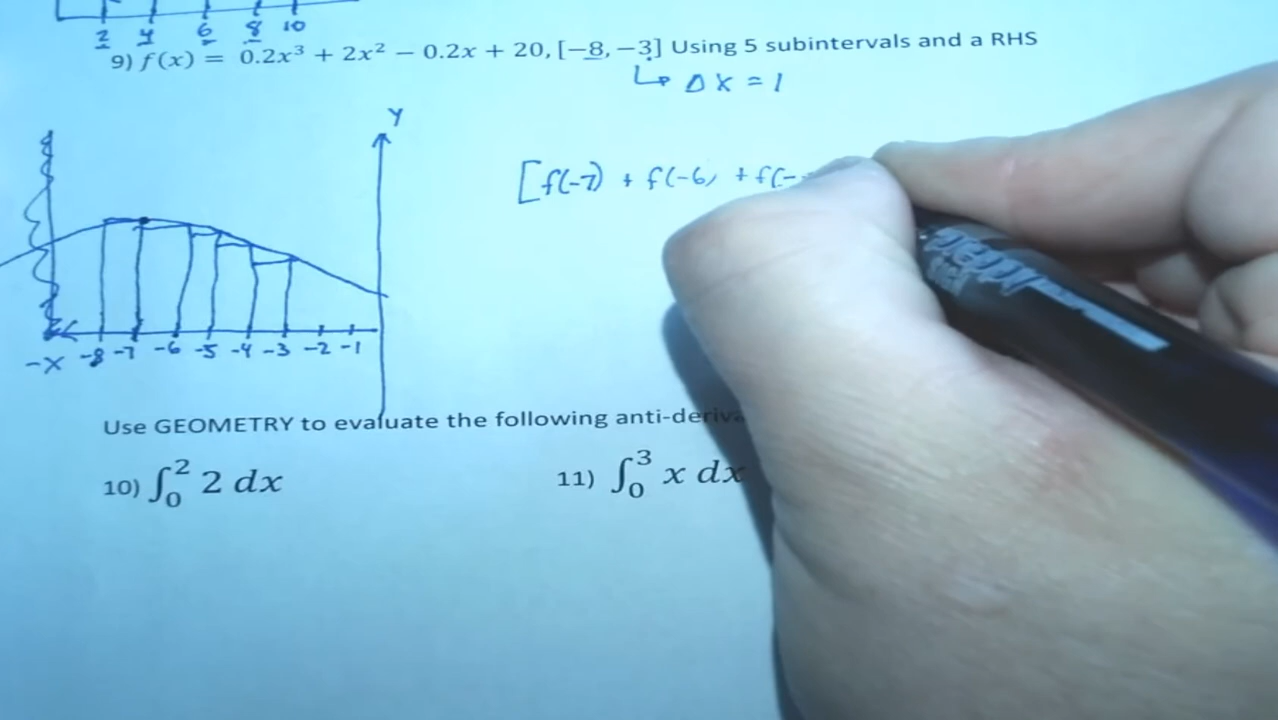 2 4 6 8 10
9) f(x) = 0.2x³ + 2x² − 0.2x + 20, [−8, −3] Using 5 subintervals and a RHS
Δx = 1
Y
[f(-7) + f(-6) + f(-
-X -8 -7 -6 -5 -4 -3 -2 -1
Use GEOMETRY to evaluate the following
10) ∫₀² 2 dx
11) ∫₀³ x dx